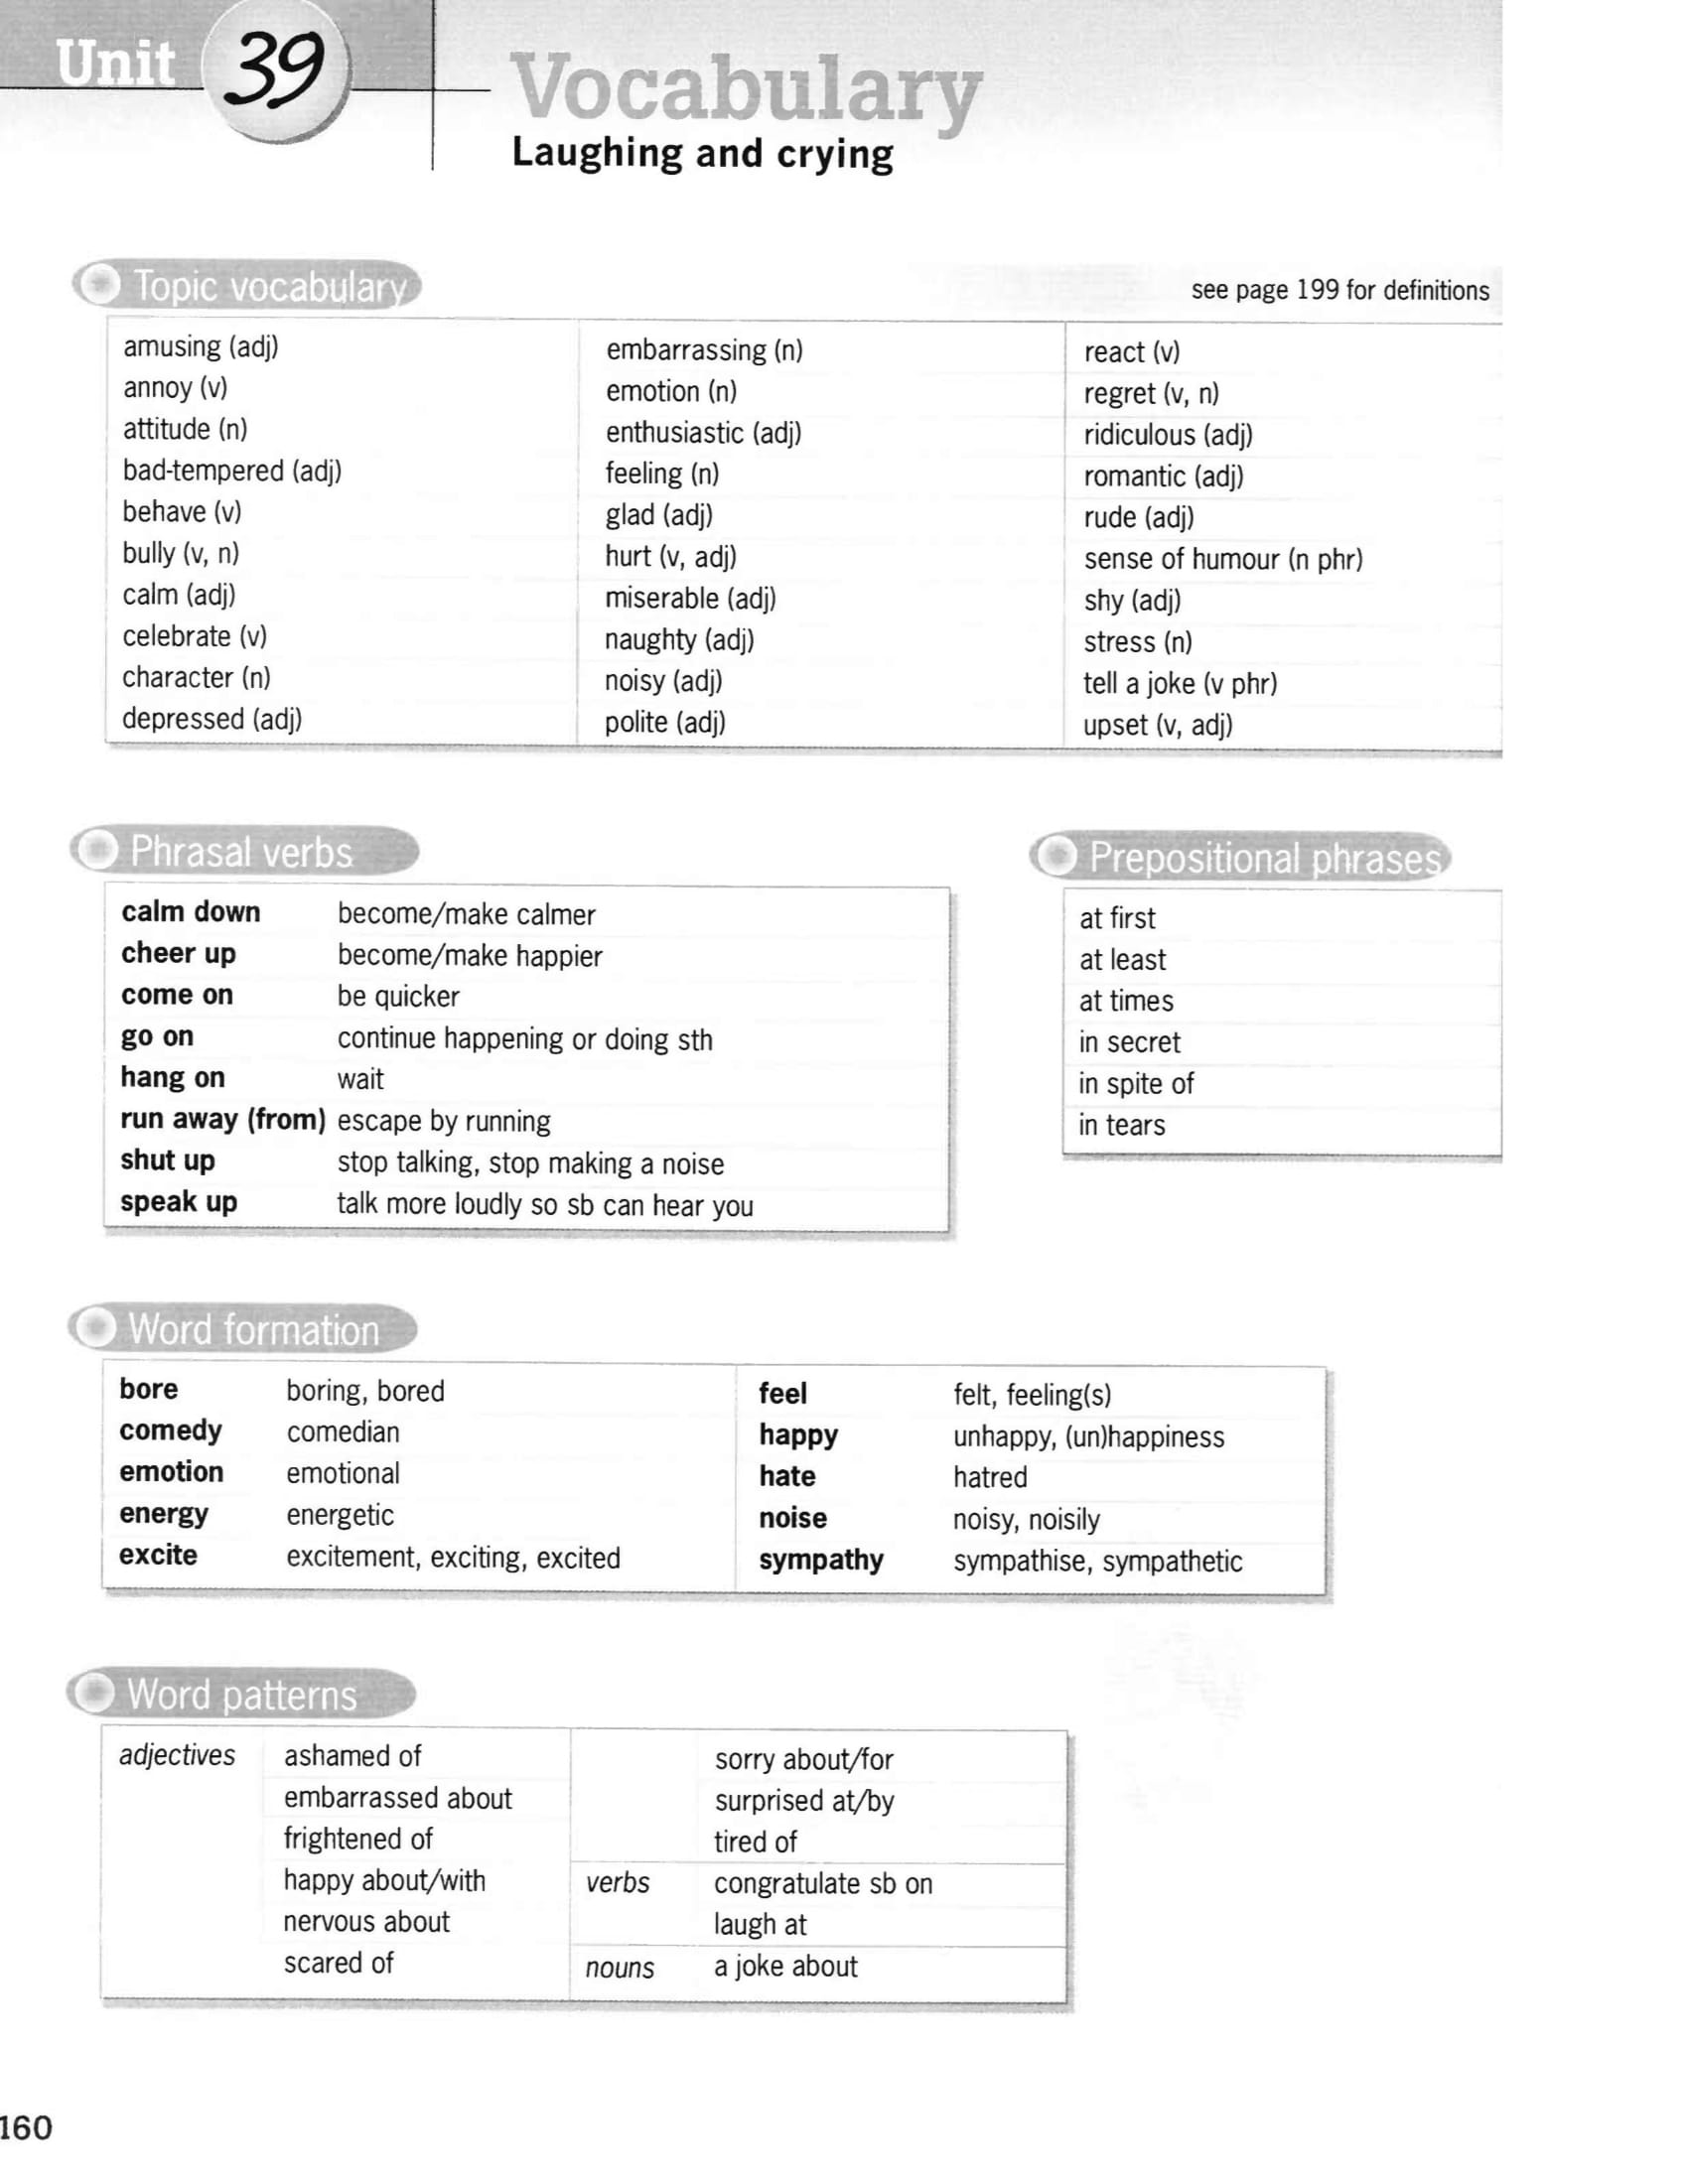 Unit 39
Vocabulary
Laughing and crying
Topic vocabulary
see page 199 for definitions
amusing (adj)
annoy (v)
attitude (n)
bad-tempered (adj)
behave (v)
bully (v, n)
calm (adj)
celebrate (v)
character (n)
depressed (adj)
embarrassing (n)
emotion (n)
enthusiastic (adj)
feeling (n)
glad (adj)
hurt (v, adj)
miserable (adj)
naughty (adj)
noisy (adj)
polite (adj)
react (v)
regret (v, n)
ridiculous (adj)
romantic (adj)
rude (adj)
sense of humour (n phr)
shy (adj)
stress (n)
tell a joke (v phr)
upset (v, adj)
Phrasal verbs
calm down become/make calmer
cheer up become/make happier
come on be quicker
go on continue happening or doing sth
hang on wait
run away (from) escape by running
shut up stop talking, stop making a noise
speak up talk more loudly so sb can hear you
Prepositional phrases
at first
at least
at times
in secret
in spite of
in tears
Word formation
bore boring, bored
comedy comedian
emotion emotional
energy energetic
excite excitement, exciting, excited
feel felt, feeling(s)
happy unhappy, (un)happiness
hate hatred
noise noisy, noisily
sympathy sympathise, sympathetic
Word patterns
adjectives ashamed of
embarrassed about
frightened of
happy about/with
nervous about
scared of
sorry about/for
surprised at/by
tired of
verbs congratulate sb on
laugh at
nouns a joke about
160